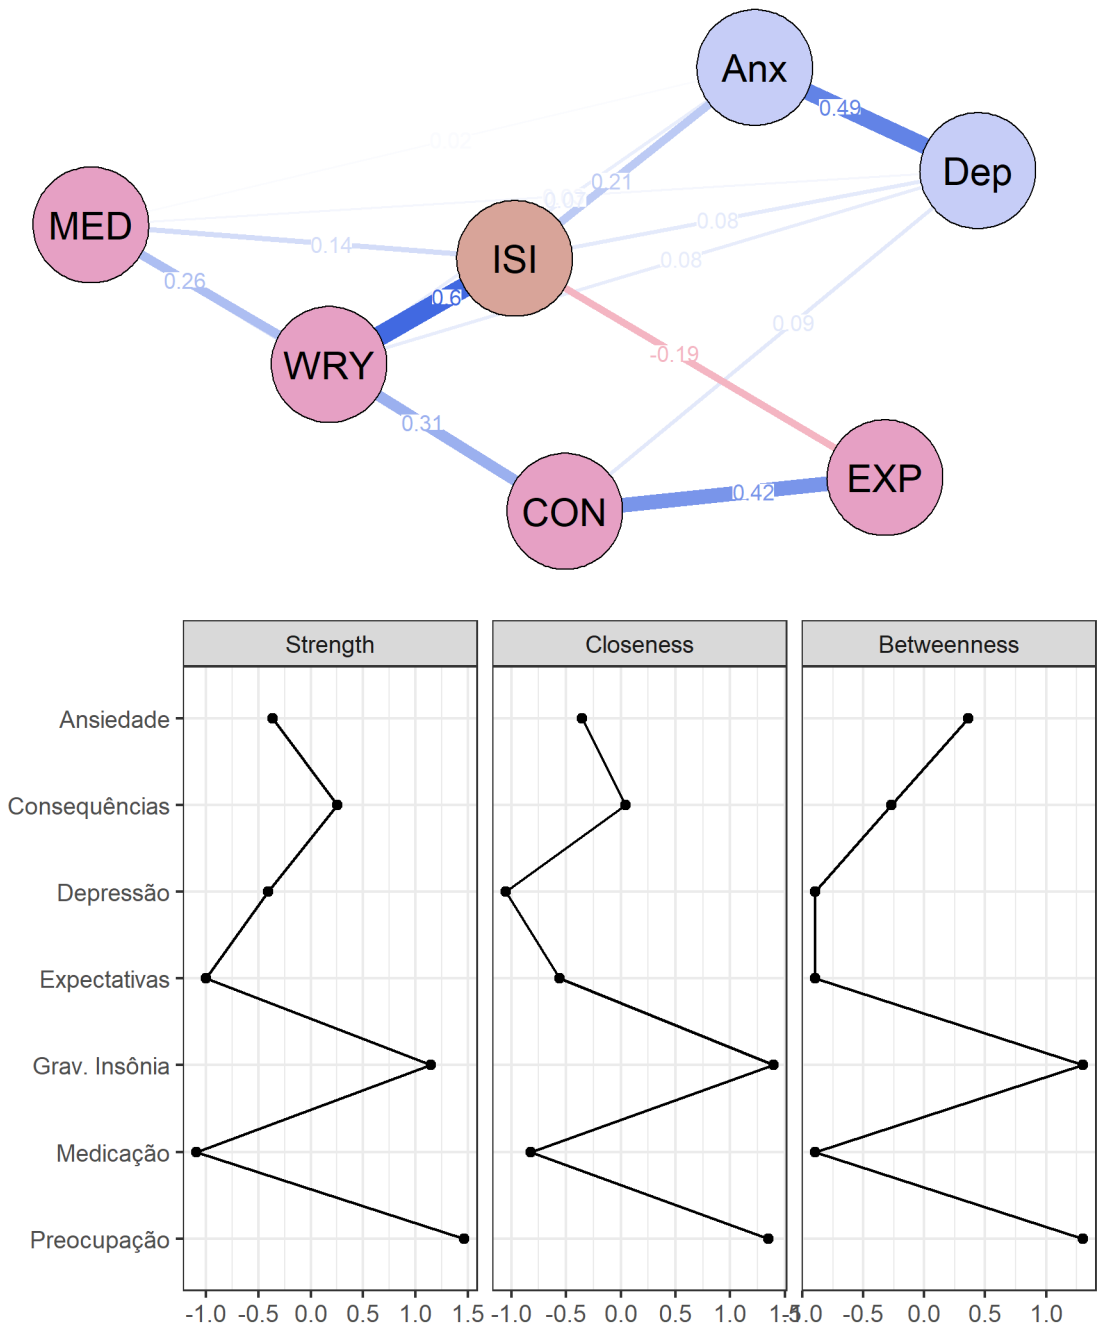 Anx
0.49
Dep
0.02
MED
0.21
0.07
ISI
0.08
0.14
0.08
0.26
0.6
0.09
WRY
-0.19
0.31
EXP
CON
0.42
Strength
Closeness
Betweenness
Ansiedade
Consequências
Depressão
Expectativas
Grav. Insônia
Medicação
Preocupação
-1.0 -0.5 0.0 0.5 1.0 1.5
-1.0 -0.5 0.0 0.5 1.0 1.5
-1.0 -0.5 0.0 0.5 1.0